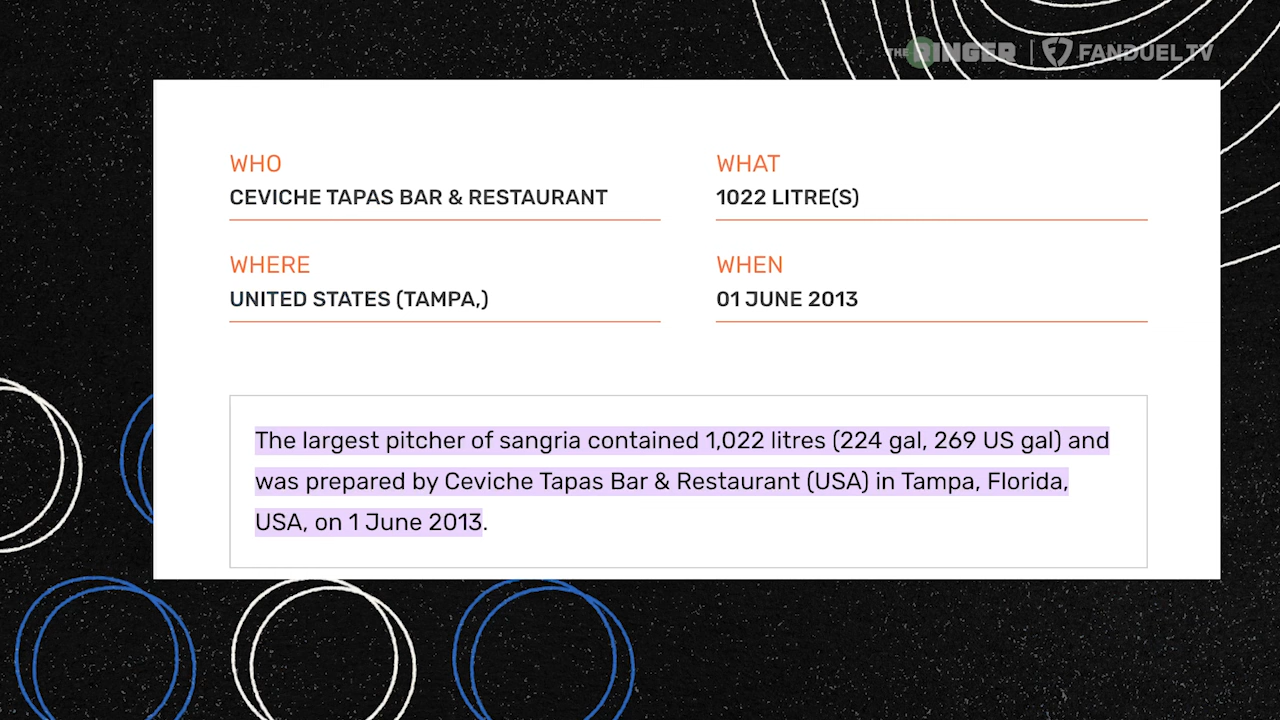 THE RINGER | FANDUEL TV
WHO
CEVICHE TAPAS BAR & RESTAURANT
WHAT
1022 LITRE(S)
WHERE
UNITED STATES (TAMPA,)
WHEN
01 JUNE 2013
The largest pitcher of sangria contained 1,022 litres (224 gal, 269 US gal) and
was prepared by Ceviche Tapas Bar & Restaurant (USA) in Tampa, Florida,
USA, on 1 June 2013.